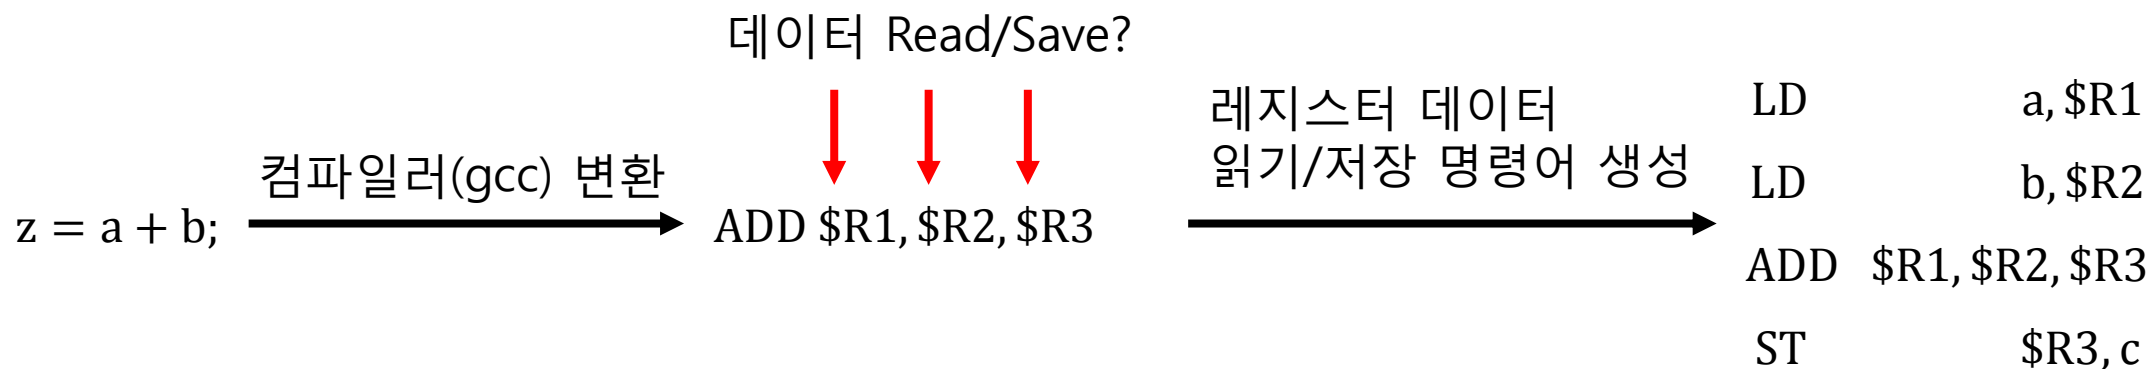 데이터 Read/Save?
z = a + b;
컴파일러(gcc) 변환
ADD $R1, $R2, $R3
레지스터 데이터
읽기/저장 명령어 생성
LD a, $R1
LD b, $R2
ADD $R1, $R2, $R3
ST $R3, c